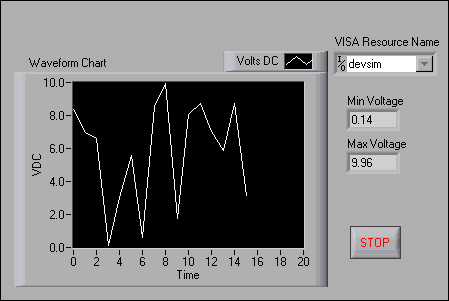 VISA Resource Name
Waveform Chart
Volts DC
I/O devsim
Min Voltage
0.14
Max Voltage
9.96
STOP
10.0
8.0
6.0
4.0
2.0
0.0
VDC
0 2 4 6 8 10 12 14 16 18 20
Time